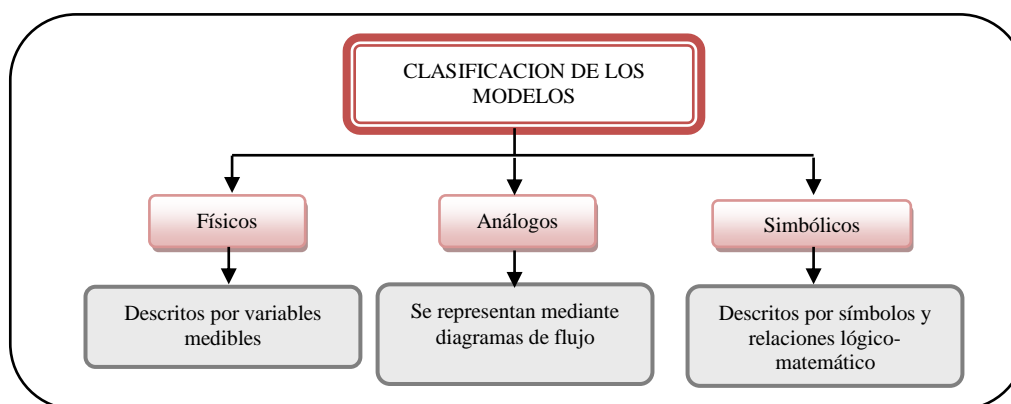 CLASIFICACION DE LOS
MODELOS
Físicos
Análogos
Simbólicos
Descritos por variables
medibles
Se representan mediante
diagramas de flujo
Descritos por símbolos y
relaciones lógico-
matemático